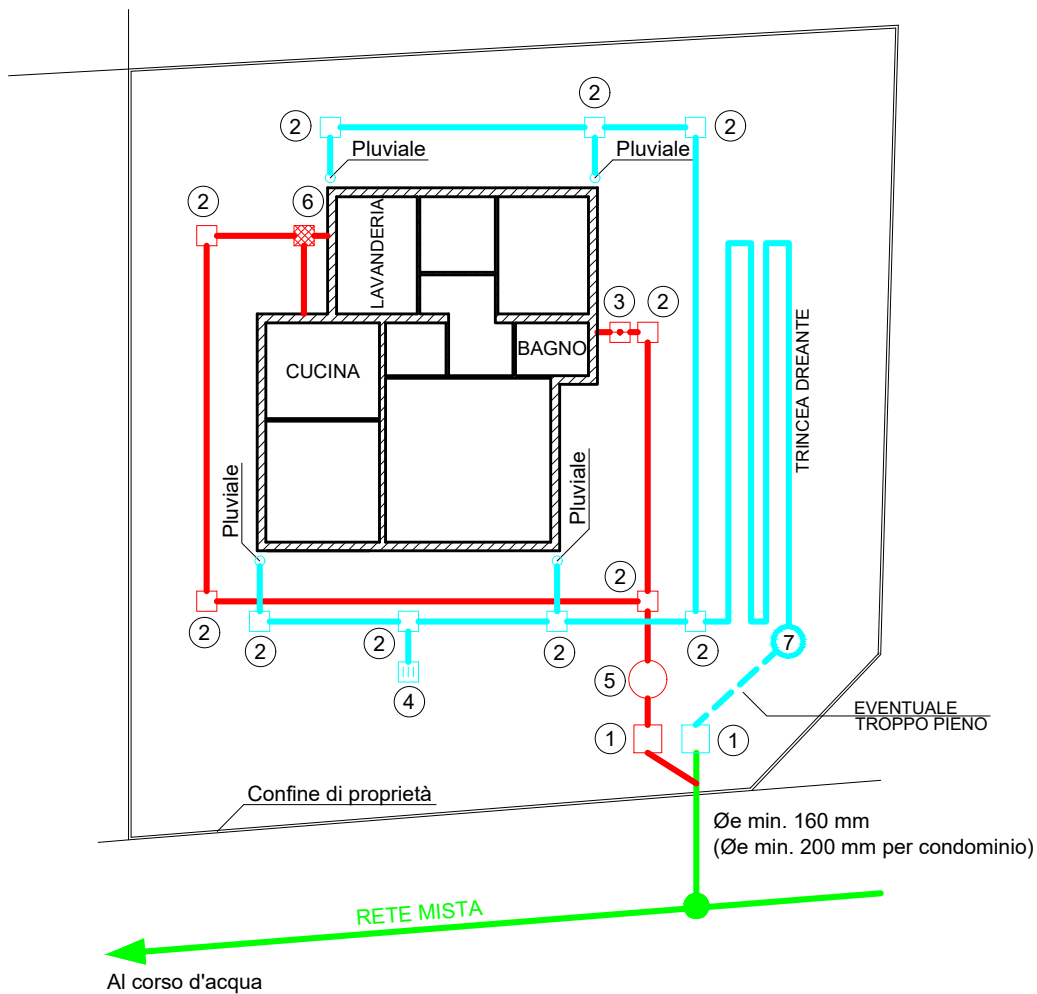 2
2
2
Pluviale
Pluviale
2
6
LAVANDERIA
3
2
BAGNO
CUCINA
TRINCEA DREANTE
Pluviale
Pluviale
2
2
2
2
2
2
7
5
4
EVENTUALE
TROPPO PIENO
1
1
Confine di proprietà
Øe min. 160 mm
(Øe min. 200 mm per condominio)
RETE MISTA
Al corso d'acqua